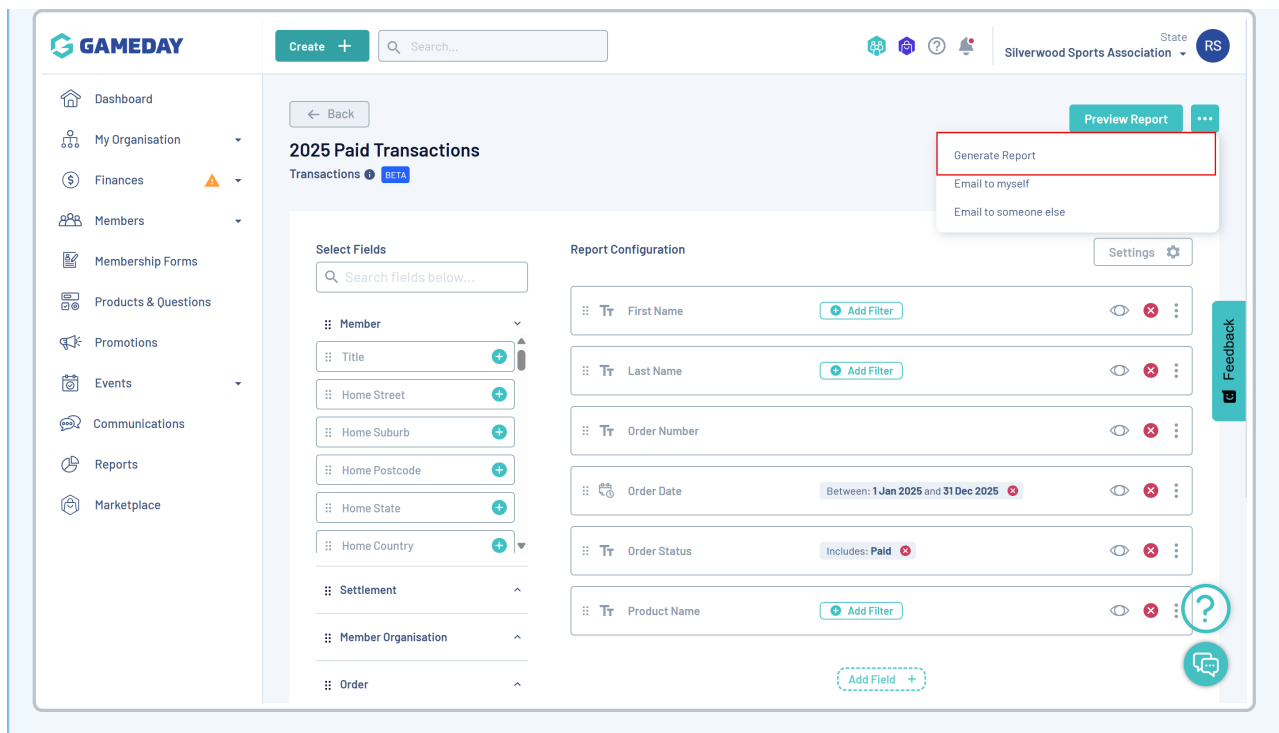 GAMEDAY
Create +
Search...
State
Silverwood Sports Association
RS
Dashboard
My Organisation
Finances
Members
Membership Forms
Products & Questions
Promotions
Events
Communications
Reports
Marketplace
← Back
Preview Report
2025 Paid Transactions
Transactions
BETA
Generate Report
Email to myself
Email to someone else
Select Fields
Search fields below...
Member
Title
Home Street
Home Suburb
Home Postcode
Home State
Home Country
Settlement
Member Organisation
Order
Report Configuration
Settings
First Name
Add Filter
Last Name
Add Filter
Order Number
Order Date
Between: 1 Jan 2025 and 31 Dec 2025
Order Status
Includes: Paid
Product Name
Add Filter
Add Field +
Feedback